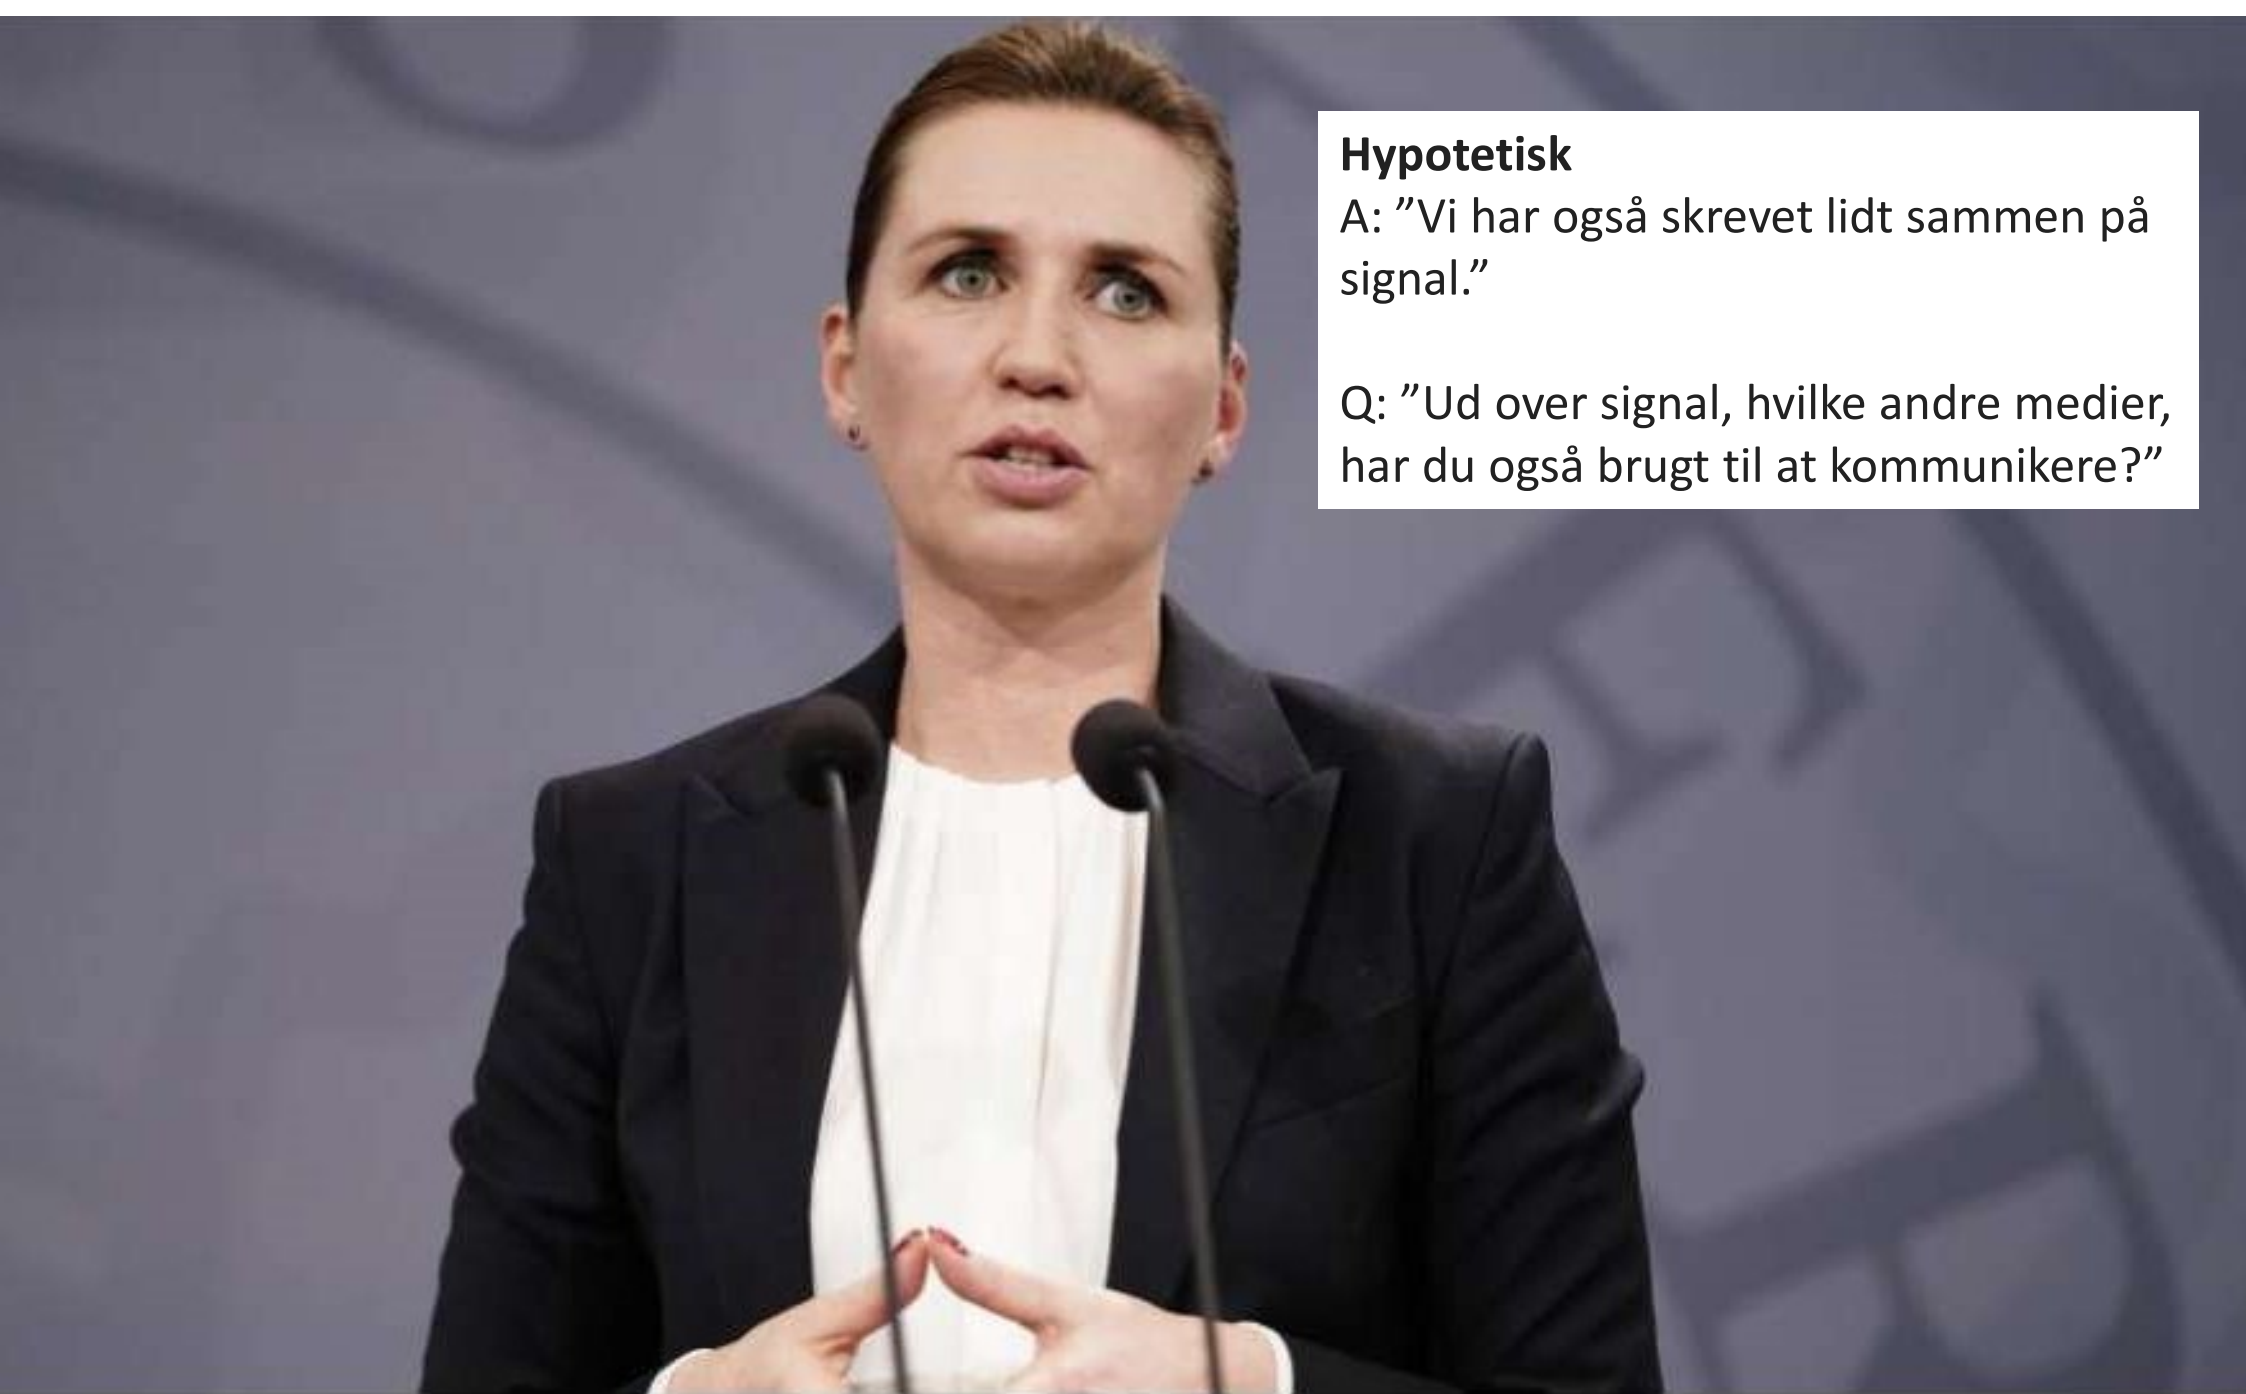 Hypotetisk
A: ”Vi har også skrevet lidt sammen på
signal.”
Q: ”Ud over signal, hvilke andre medier,
har du også brugt til at kommunikere?”